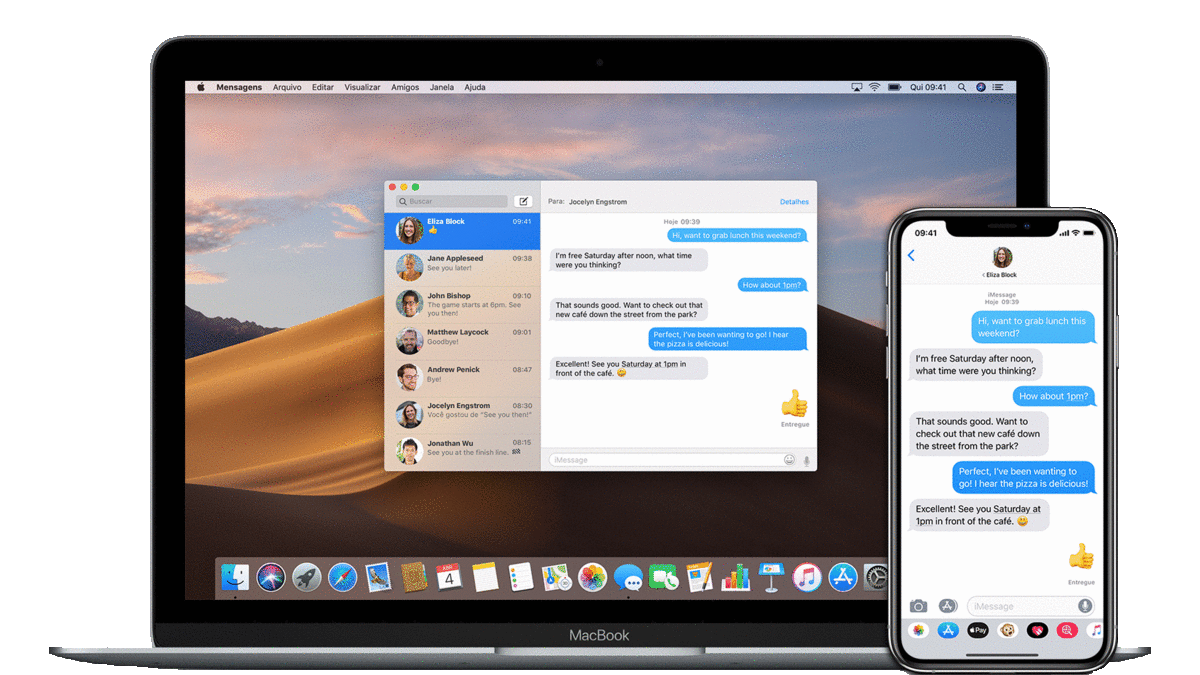 Mensagens Arquivo Editar Visualizar Amigos Janela Ajuda Qui 09:41
Buscar
Eliza Block 09:41
Jane Appleseed 09:38
See you later!
John Bishop 09:10
The game starts at 6pm. See
you then!
Matthew Laycock 09:01
Goodbye!
Andrew Penick 08:47
Bye!
Jocelyn Engstrom 08:30
Você gostou de "See you then!"
Jonathan Wu 08:15
See you at the finish line.
Para: Jocelyn Engstrom Detalhes
Hoje 09:39
Hi, want to grab lunch this weekend?
I'm free Saturday after noon, what time
were you thinking?
How about 1pm?
That sounds good. Want to check out that
new café down the street from the park?
Perfect, I've been wanting to go! I hear
the pizza is delicious!
Excellent! See you Saturday at 1pm in
front of the café. 😀
👍
Entregue
iMessage
ABR
4
MacBook
09:41
Eliza Block
iMessage
Hoje 09:39
Hi, want to grab lunch this
weekend?
I'm free Saturday after noon,
what time were you thinking?
How about 1pm?
That sounds good. Want to
check out that new café down
the street from the park?
Perfect, I've been wanting to
go! I hear the pizza is delicious!
Excellent! See you Saturday at
1pm in front of the café. 😀
👍
Entregue
iMessage
Pay